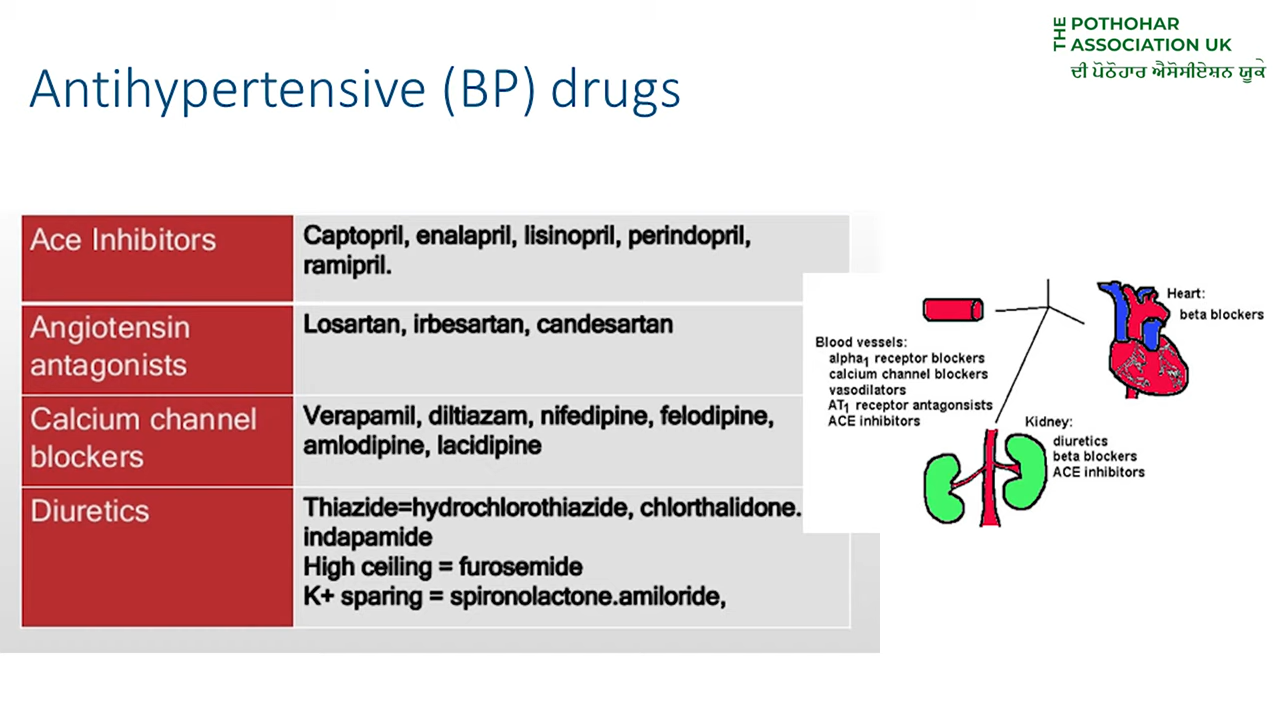 THE POTHOHAR
ASSOCIATION UK
ਦੀ ਪੋਠੋਹਾਰ ਐਸੋਸੀਏਸ਼ਨ ਯੂਕੇ
Antihypertensive (BP) drugs
Ace Inhibitors
Captopril, enalapril, lisinopril, perindopril,
ramipril.
Angiotensin
antagonists
Losartan, irbesartan, candesartan
Calcium channel
blockers
Verapamil, diltiazam, nifedipine, felodipine,
amlodipine, lacidipine
Diuretics
Thiazide=hydrochlorothiazide, chlorthalidone.
indapamide
High ceiling = furosemide
K+ sparing = spironolactone.amiloride,
Heart:
beta blockers
Blood vessels:
alpha1 receptor blockers
calcium channel blockers
vasodilators
AT1 receptor antagonists
ACE inhibitors
Kidney:
diuretics
beta blockers
ACE inhibitors